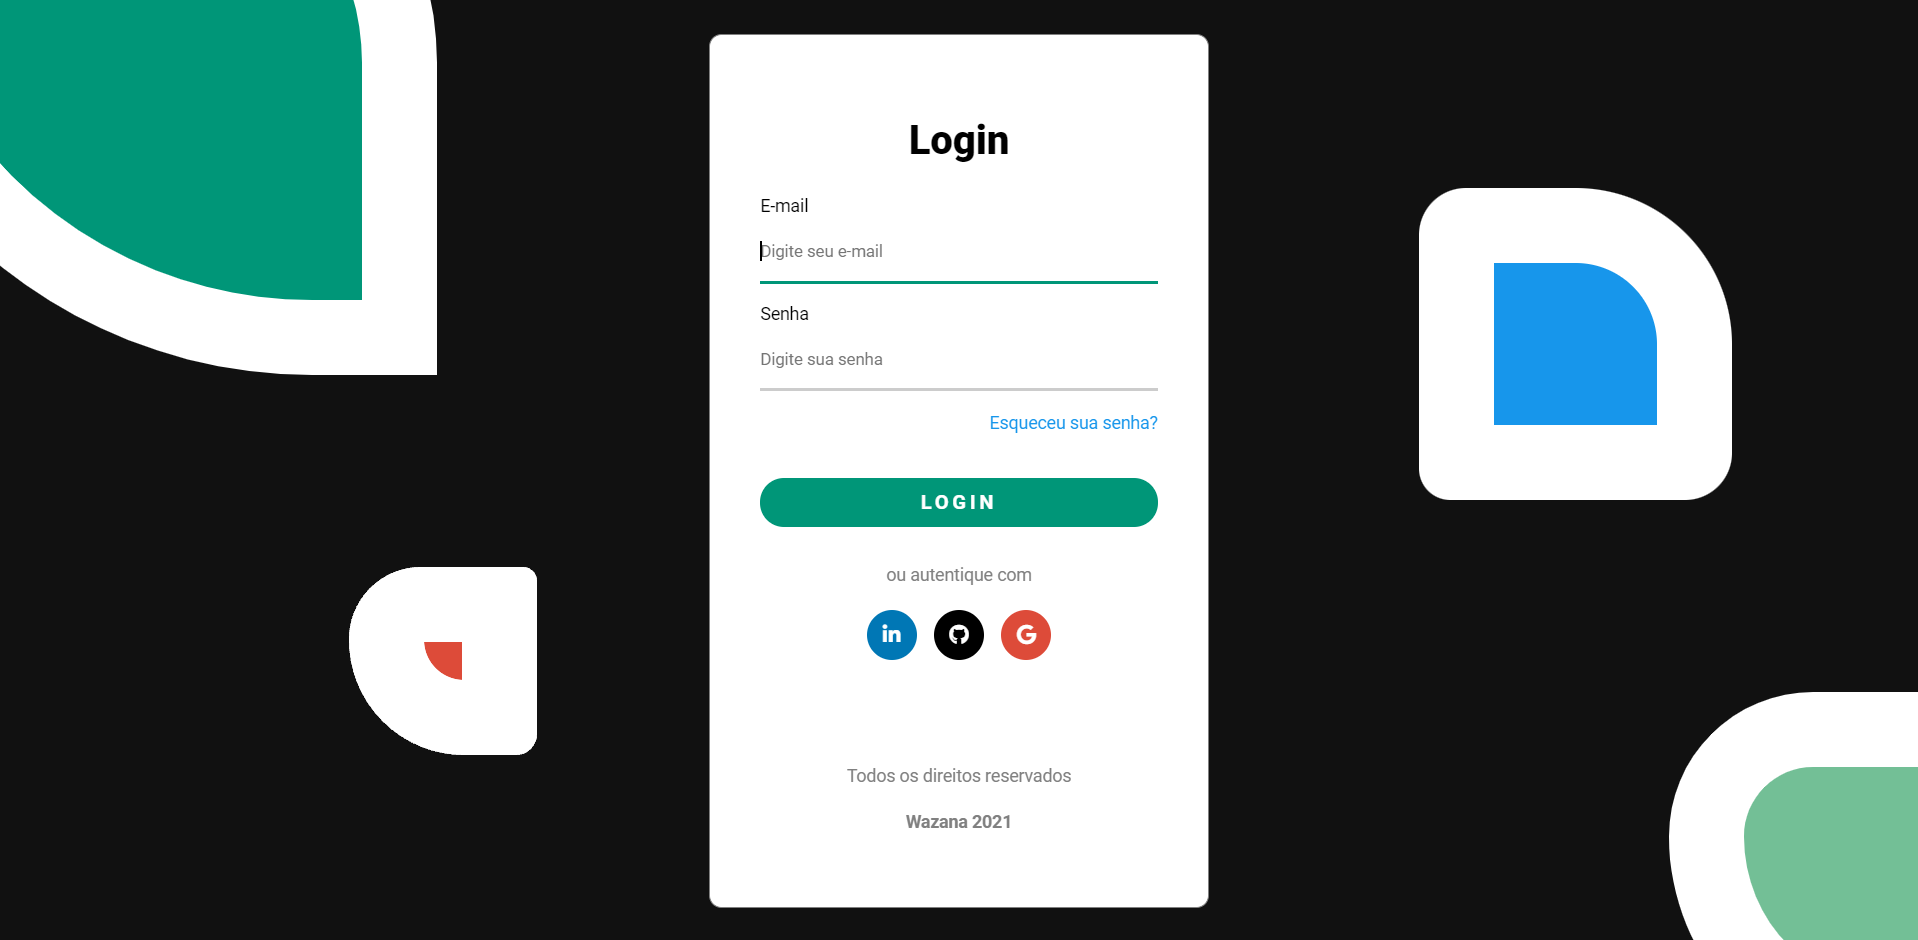 Login
E-mail
Digite seu e-mail
Senha
Digite sua senha
Esqueceu sua senha?
LOGIN
ou autentique com
in
G
Todos os direitos reservados
Wazana 2021